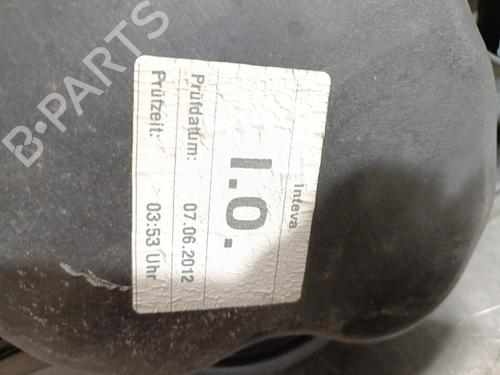 inteva
I.O.
Prüfdatum: 07.06.2012
Prüfzeit: 03:53 Uhr
B-PARTS